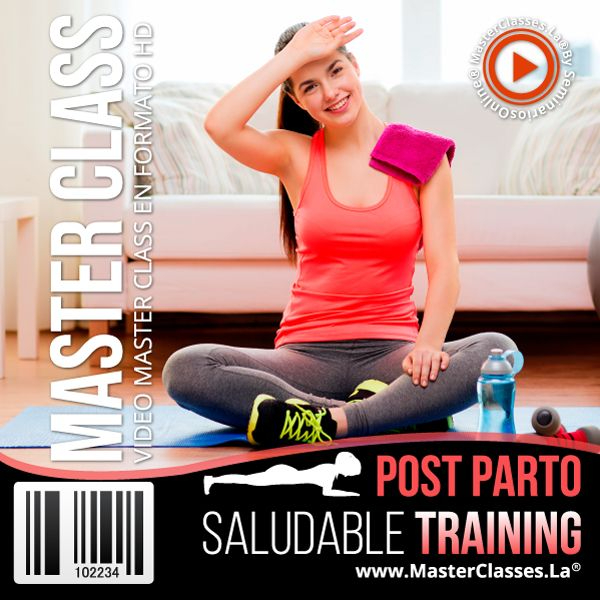 MASTER CLASS
VIDEO MASTER CLASS EN FORMATO HD
MasterClasses.La®By SeminariosOnline®
POST PARTO
SALUDABLE TRAINING
www.MasterClasses.La®
102234